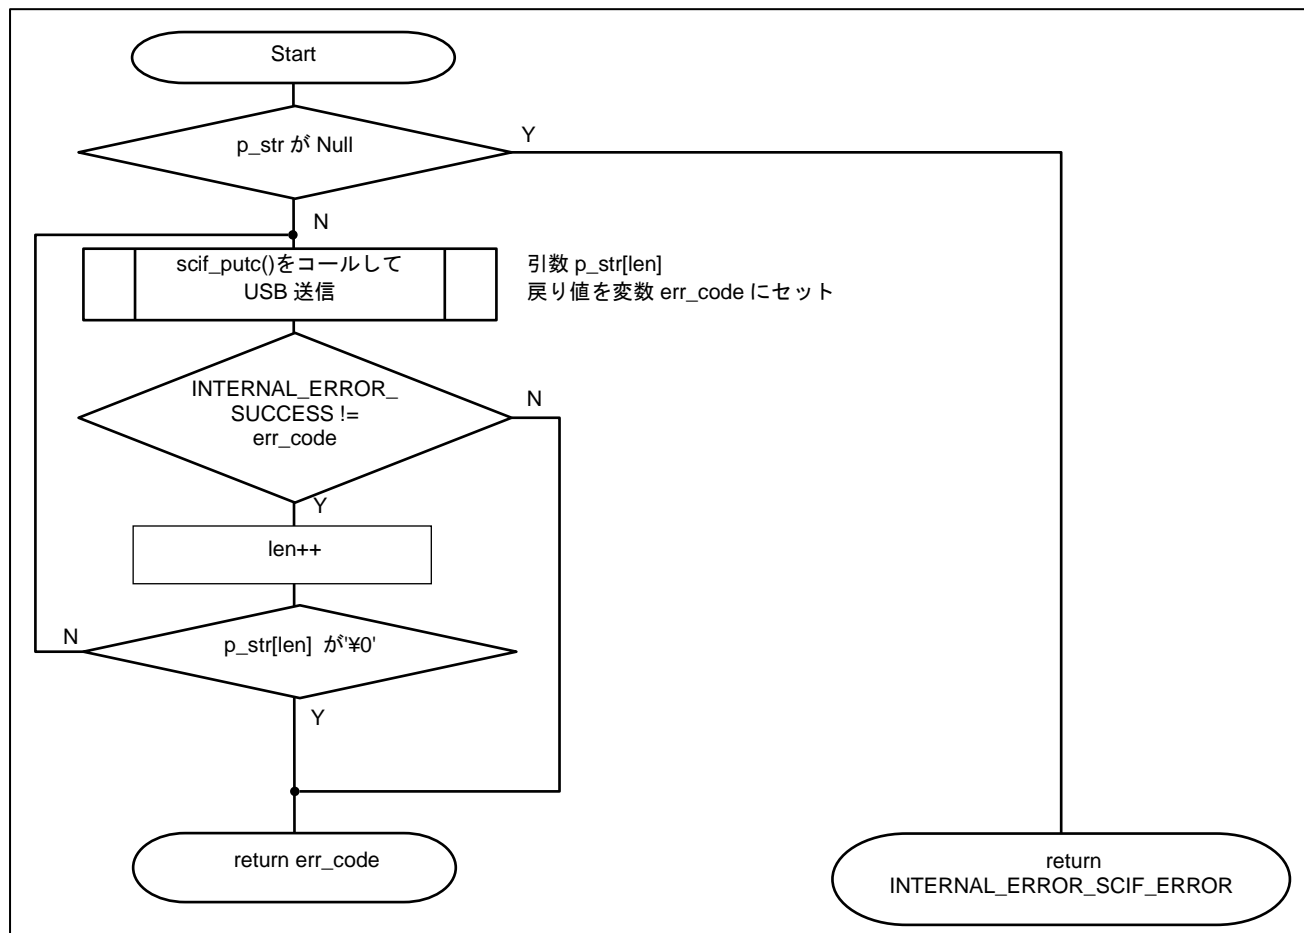 Start
p_str が Null
Y
N
scif_putc()をコールして
USB 送信
引数 p_str[len]
戻り値を変数 err_code にセット
INTERNAL_ERROR_
SUCCESS !=
err_code
N
Y
len++
N
p_str[len] が'¥0'
Y
return err_code
return
INTERNAL_ERROR_SCIF_ERROR